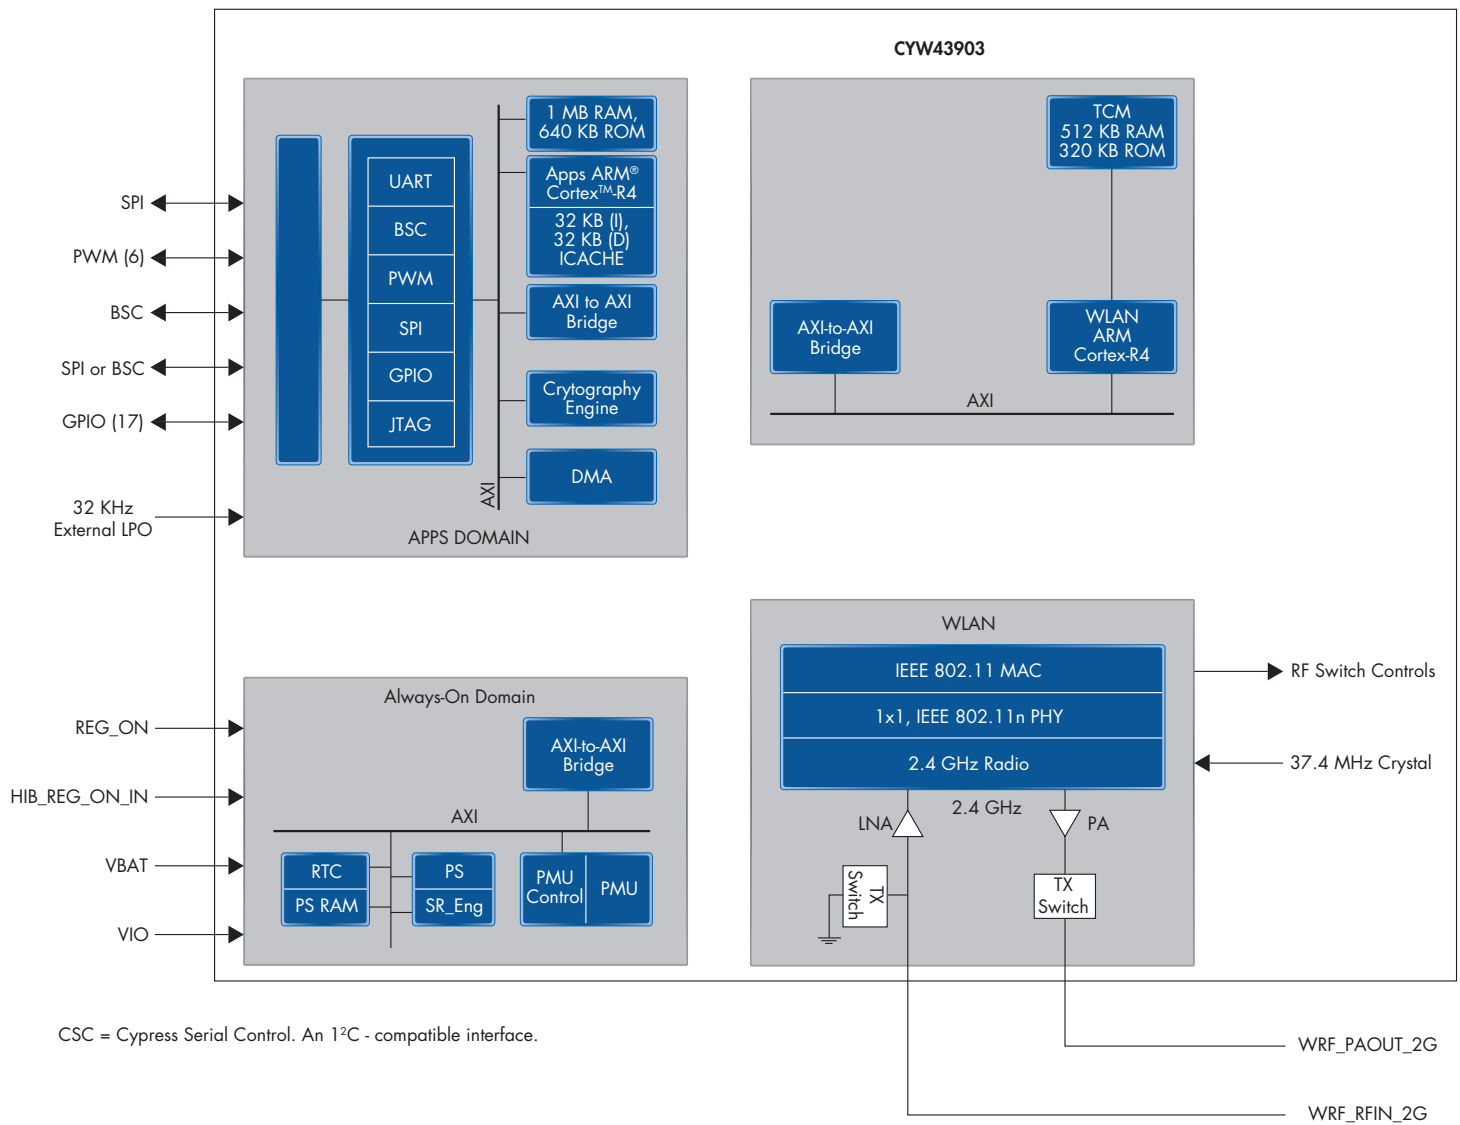 CYW43903
SPI
PWM (6)
BSC
SPI or BSC
GPIO (17)
32 KHz
External LPO
UART
BSC
PWM
SPI
GPIO
JTAG
AXI
1 MB RAM,
640 KB ROM
Apps ARM®
Cortex™-R4
32 KB (I),
32 KB (D)
ICACHE
AXI to AXI
Bridge
Crytography
Engine
DMA
APPS DOMAIN
TCM
512 KB RAM
320 KB ROM
AXI-to-AXI
Bridge
WLAN
ARM
Cortex-R4
AXI
REG_ON
HIB_REG_ON_IN
VBAT
VIO
Always-On Domain
AXI-to-AXI
Bridge
AXI
RTC
PS RAM
PS
SR_Eng
PMU
Control
PMU
WLAN
IEEE 802.11 MAC
1x1, IEEE 802.11n PHY
2.4 GHz Radio
2.4 GHz
LNA
PA
TX
Switch
TX
Switch
RF Switch Controls
37.4 MHz Crystal
WRF_PAOUT_2G
WRF_RFIN_2G
CSC = Cypress Serial Control. An 1²C - compatible interface.